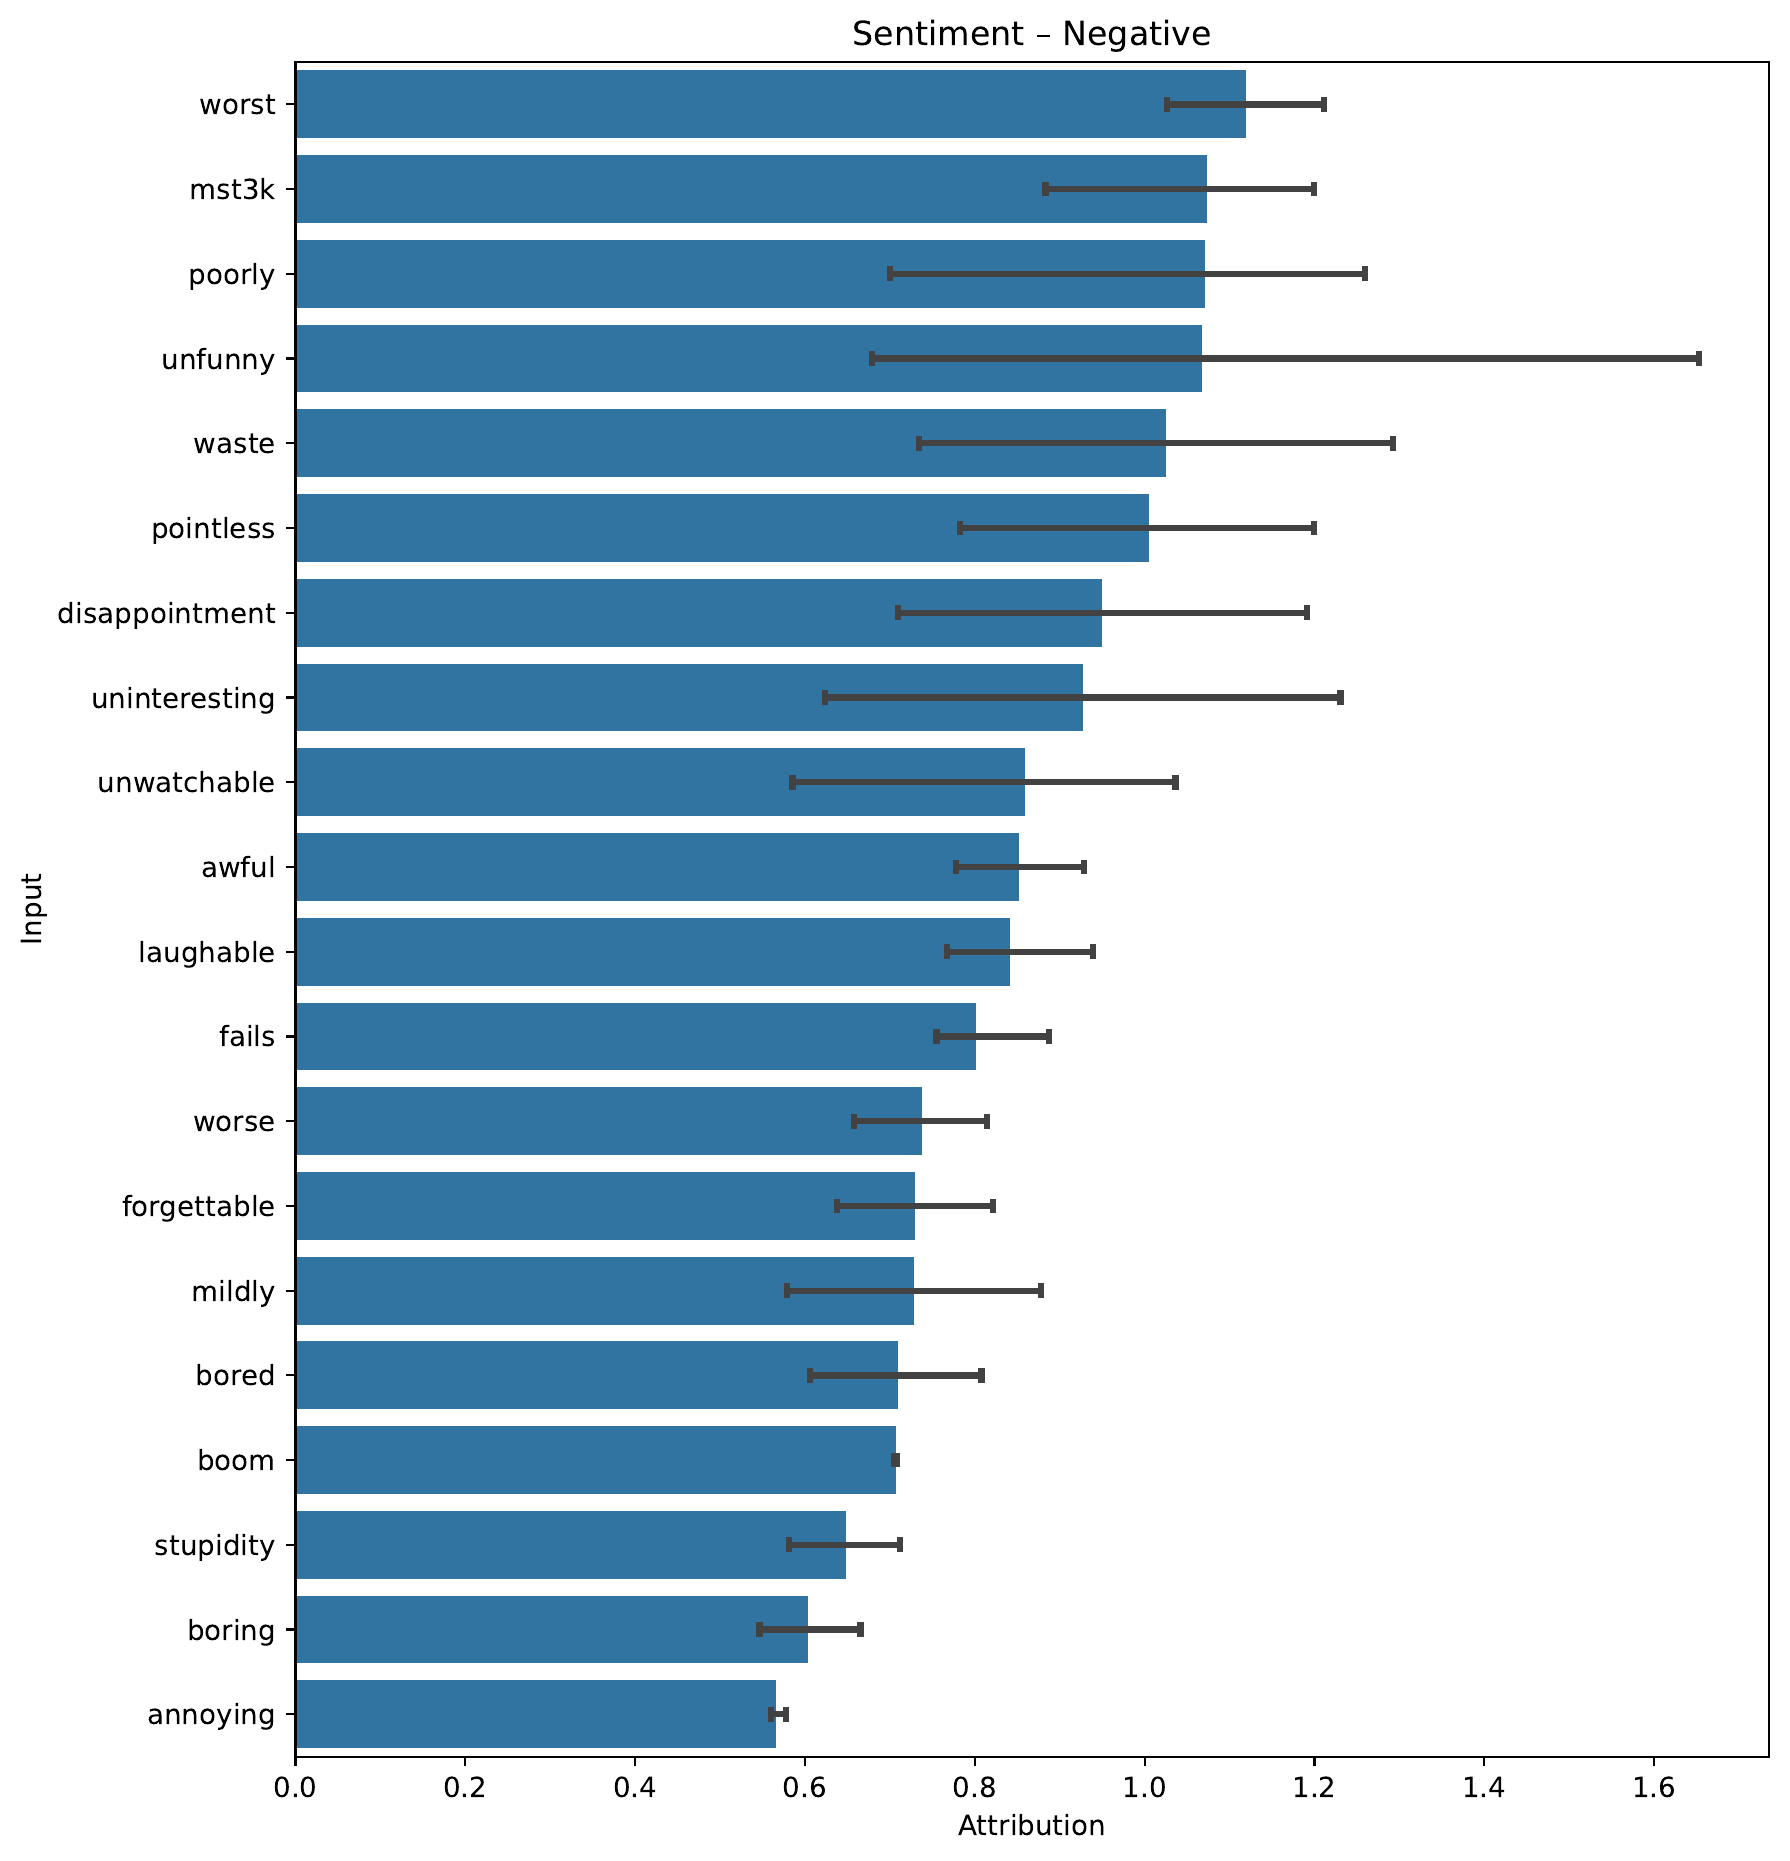 Sentiment – Negative
worst
mst3k
poorly
unfunny
waste
pointless
disappointment
uninteresting
unwatchable
awful
laughable
fails
worse
forgettable
mildly
bored
boom
stupidity
boring
annoying
Input
0.0 0.2 0.4 0.6 0.8 1.0 1.2 1.4 1.6
Attribution